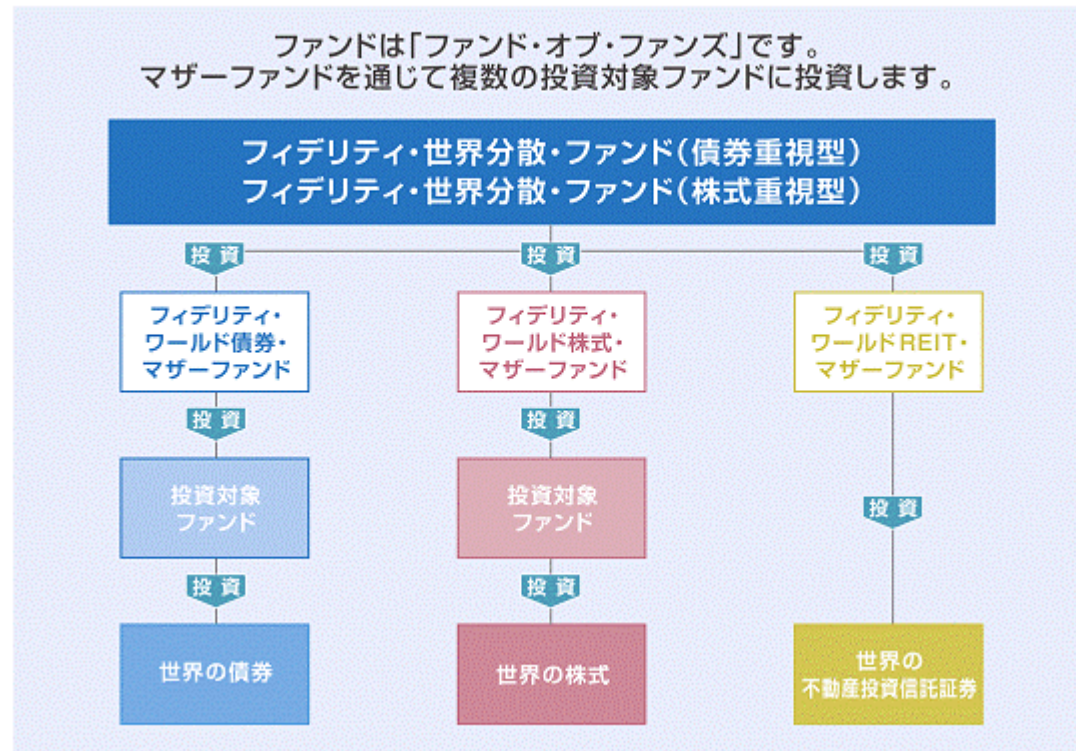 ファンドは「ファンド・オブ・ファンズ」です。
マザーファンドを通じて複数の投資対象ファンドに投資します。
フィデリティ・世界分散・ファンド(債券重視型)
フィデリティ・世界分散・ファンド(株式重視型)
投資
投資
投資
フィデリティ・
ワールド債券・
マザーファンド
フィデリティ・
ワールド株式・
マザーファンド
フィデリティ・
ワールドREIT・
マザーファンド
投資
投資
投資対象
ファンド
投資対象
ファンド
投資
投資
投資
世界の債券
世界の株式
世界の
不動産投資信託証券